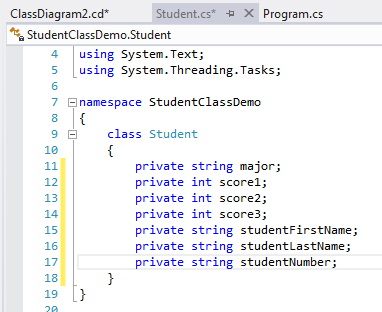 ClassDiagram2.cd* Student.cs* Program.cs
StudentClassDemo.Student
4 using System.Text;
5 using System.Threading.Tasks;
6
7 namespace StudentClassDemo
8 {
9 class Student
10 {
11 private string major;
12 private int score1;
13 private int score2;
14 private int score3;
15 private string studentFirstName;
16 private string studentLastName;
17 private string studentNumber;
18 }
19 }